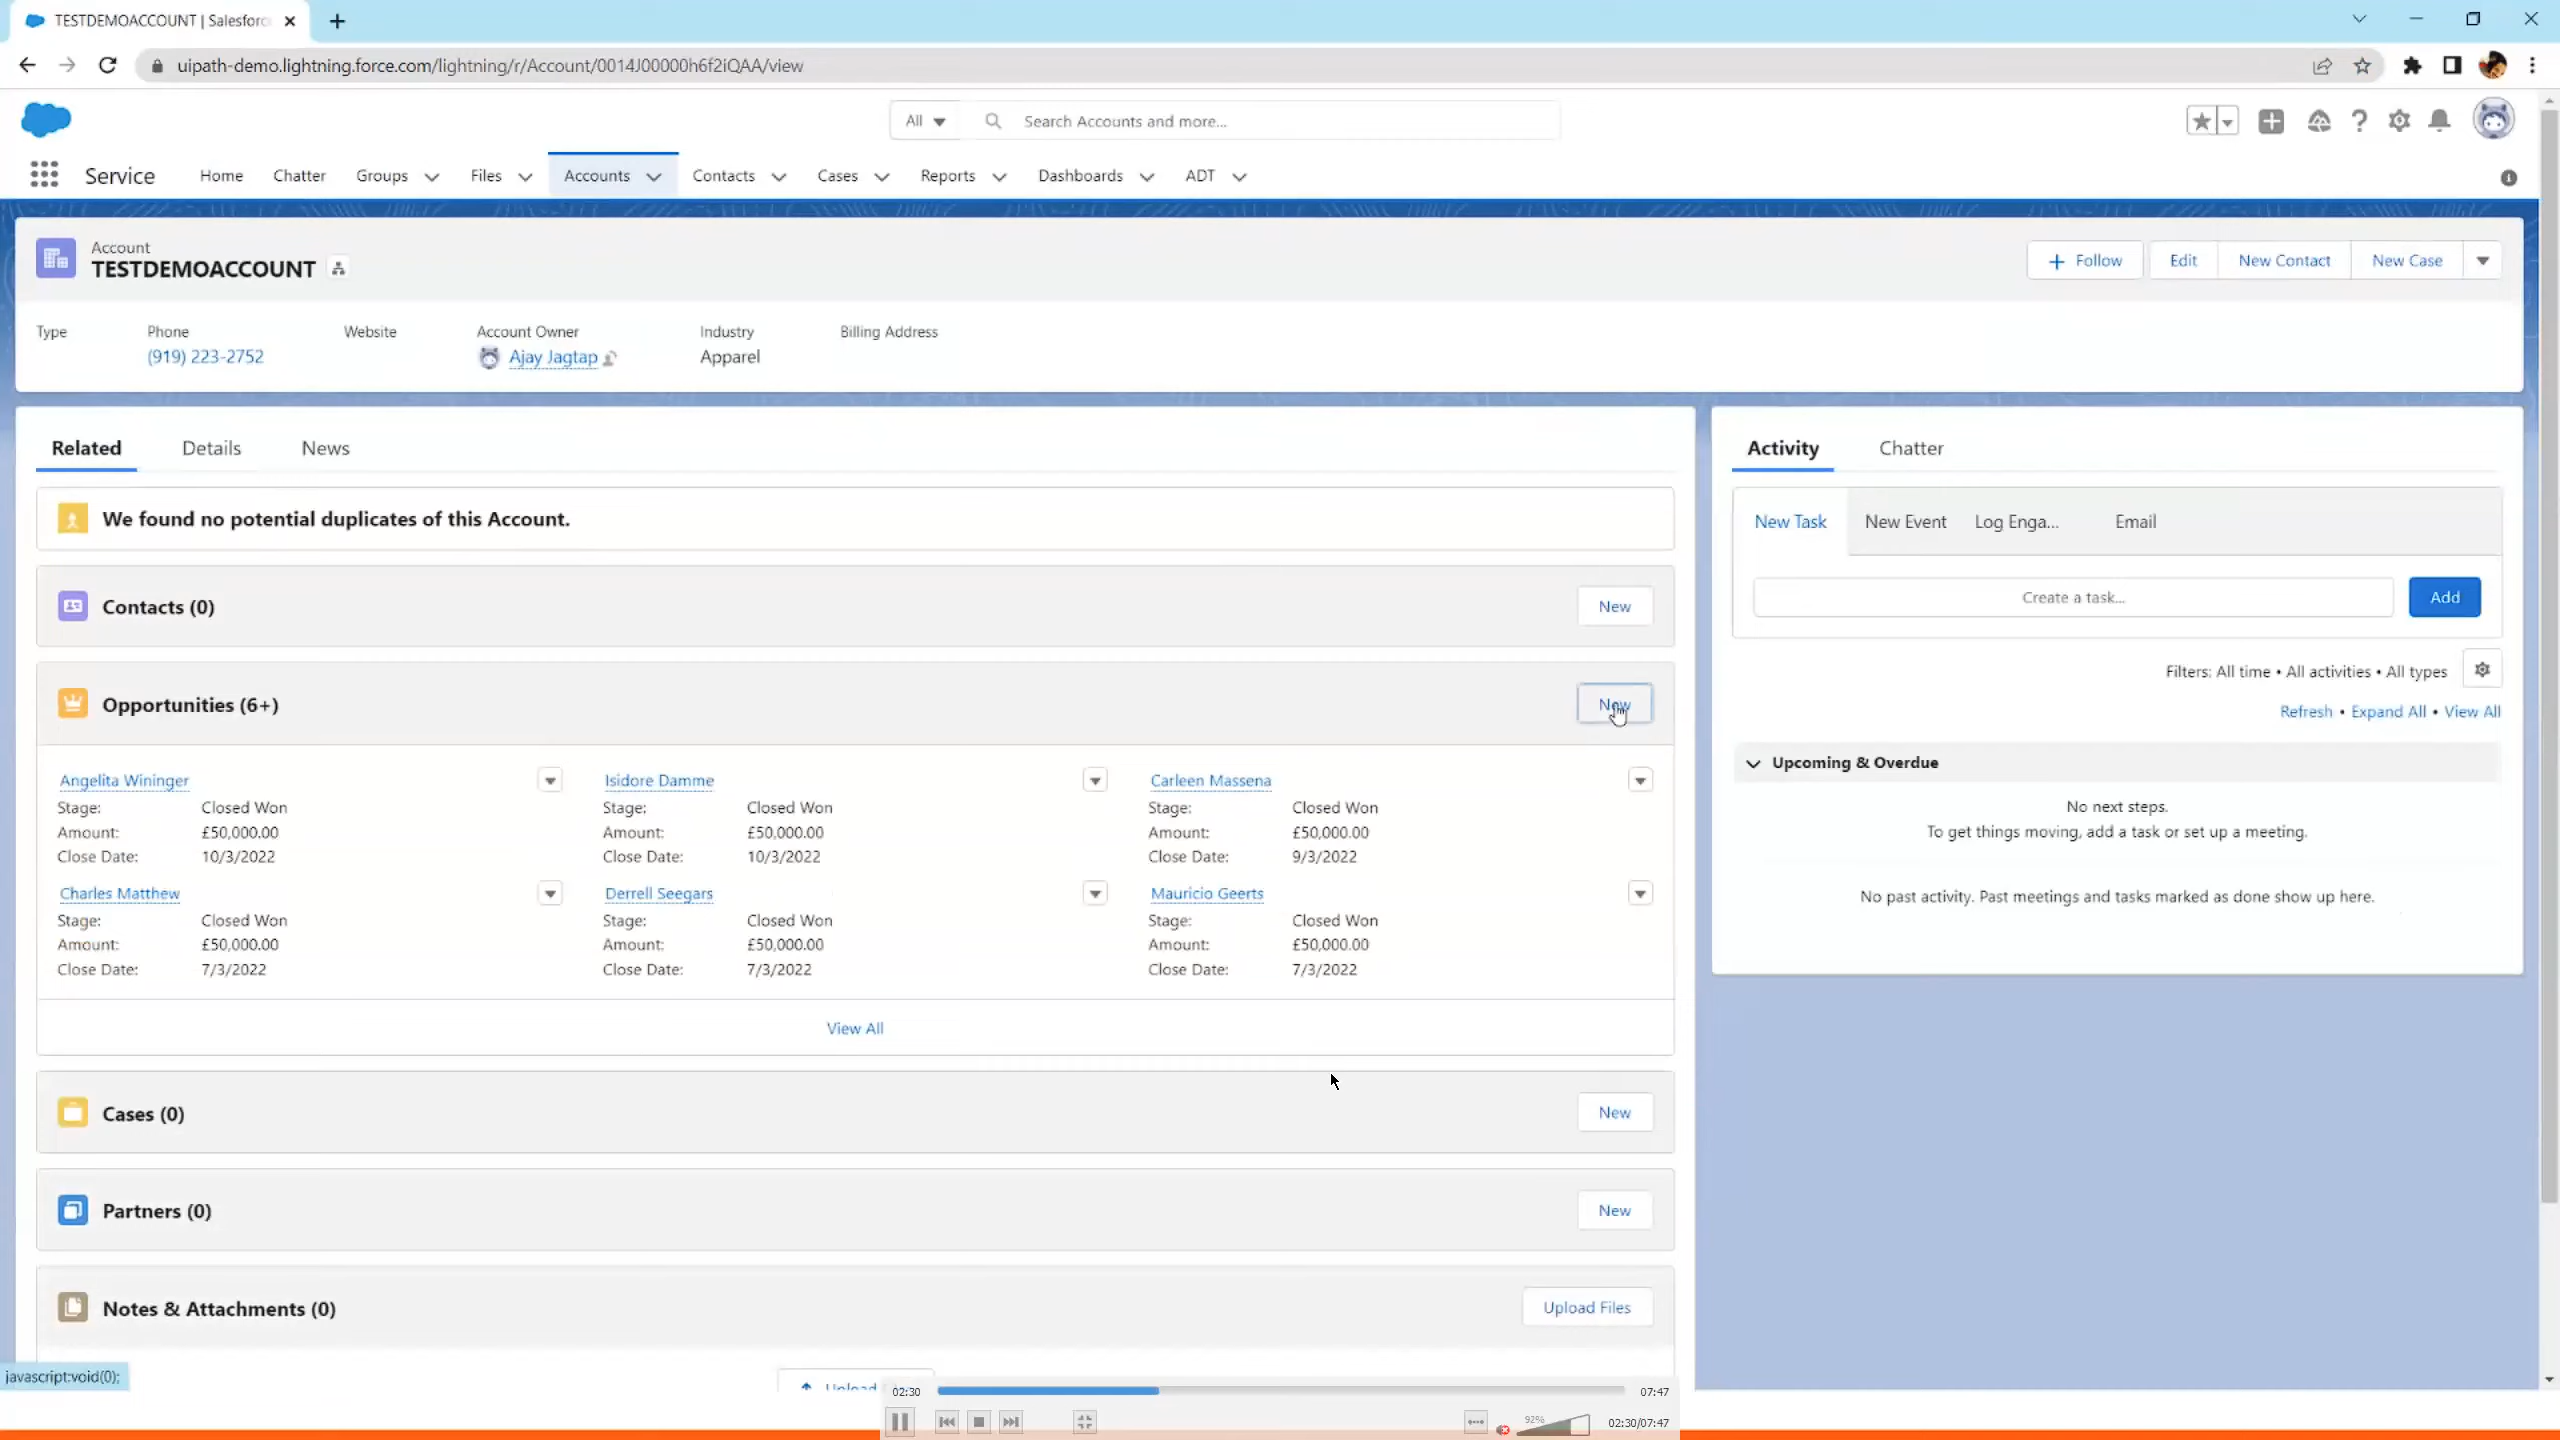 TESTDEMOACCOUNT | Salesforc
uipath-demo.lightning.force.com/lightning/r/Account/0014J00000h6f2iQAA/view
All
Search Accounts and more...
Service Home Chatter Groups Files Accounts Contacts Cases Reports Dashboards ADT
Account
TESTDEMOACCOUNT
Follow Edit New Contact New Case
Type Phone Website Account Owner Industry Billing Address
(919) 223-2752 Ajay Jagtap Apparel
Related Details News
We found no potential duplicates of this Account.
Contacts (0)
New
Opportunities (6+)
New
Angelita Wininger Isidore Damme Carleen Massena
Stage: Closed Won Stage: Closed Won Stage: Closed Won
Amount: £50,000.00 Amount: £50,000.00 Amount: £50,000.00
Close Date: 10/3/2022 Close Date: 10/3/2022 Close Date: 9/3/2022
Charles Matthew Derrell Seegars Mauricio Geerts
Stage: Closed Won Stage: Closed Won Stage: Closed Won
Amount: £50,000.00 Amount: £50,000.00 Amount: £50,000.00
Close Date: 7/3/2022 Close Date: 7/3/2022 Close Date: 7/3/2022
View All
Cases (0)
New
Partners (0)
New
Notes & Attachments (0)
Upload Files
Upload
Activity Chatter
New Task New Event Log Enga... Email
Create a task...
Add
Filters: All time • All activities • All types
Refresh • Expand All • View All
Upcoming & Overdue
No next steps.
To get things moving, add a task or set up a meeting.
No past activity. Past meetings and tasks marked as done show up here.
javascript:void(0);
02:30 07:47
92%
02:30/07:47